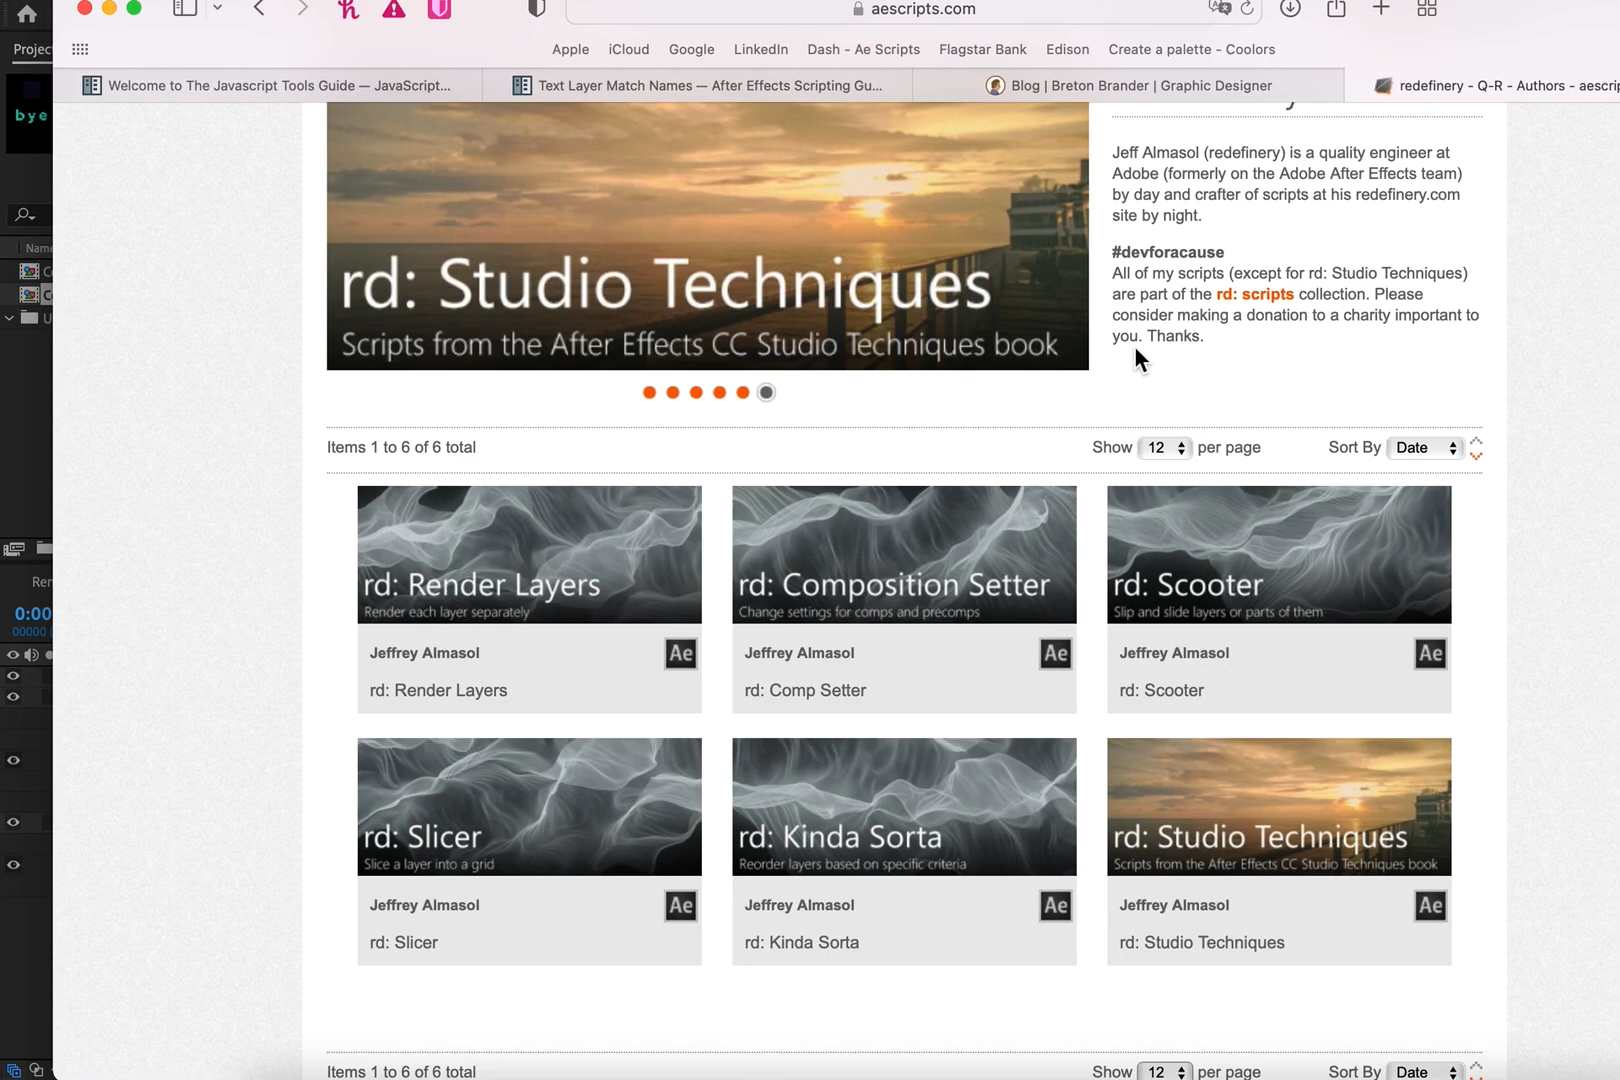 aescripts.com
Apple iCloud Google LinkedIn Dash - Ae Scripts Flagstar Bank Edison Create a palette - Coolors
Welcome to The Javascript Tools Guide — JavaScript...
Text Layer Match Names — After Effects Scripting Gu...
Blog | Breton Brander | Graphic Designer
redefinery - Q-R - Authors - aescrip
Projec
bye
Name
C
C
U
Ren
0:00
00000 (
rd: Studio Techniques
Scripts from the After Effects CC Studio Techniques book
Jeff Almasol (redefinery) is a quality engineer at
Adobe (formerly on the Adobe After Effects team)
by day and crafter of scripts at his redefinery.com
site by night.
#devforacause
All of my scripts (except for rd: Studio Techniques)
are part of the rd: scripts collection. Please
consider making a donation to a charity important to
you. Thanks.
Items 1 to 6 of 6 total
Show 12 per page
Sort By Date
rd: Render Layers
Render each layer separately
Jeffrey Almasol
Ae
rd: Render Layers
rd: Composition Setter
Change settings for comps and precomps
Jeffrey Almasol
Ae
rd: Comp Setter
rd: Scooter
Slip and slide layers or parts of them
Jeffrey Almasol
Ae
rd: Scooter
rd: Slicer
Slice a layer into a grid
Jeffrey Almasol
Ae
rd: Slicer
rd: Kinda Sorta
Reorder layers based on specific criteria
Jeffrey Almasol
Ae
rd: Kinda Sorta
rd: Studio Techniques
Scripts from the After Effects CC Studio Techniques book
Jeffrey Almasol
Ae
rd: Studio Techniques
Items 1 to 6 of 6 total
Show 12 per page
Sort By Date